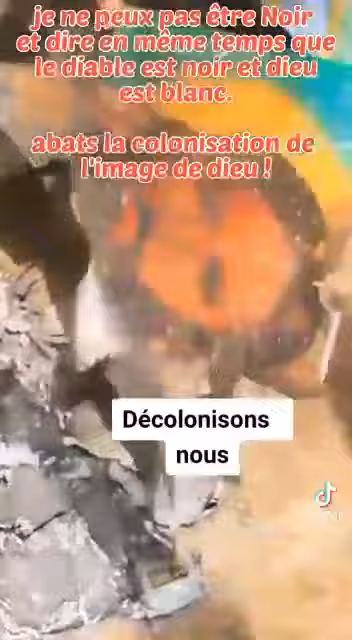 je ne peux pas être Noir
et dire en même temps que
le diable est noir et dieu
est blanc.
abats la colonisation de
l'image de dieu !
Décolonisons
nous